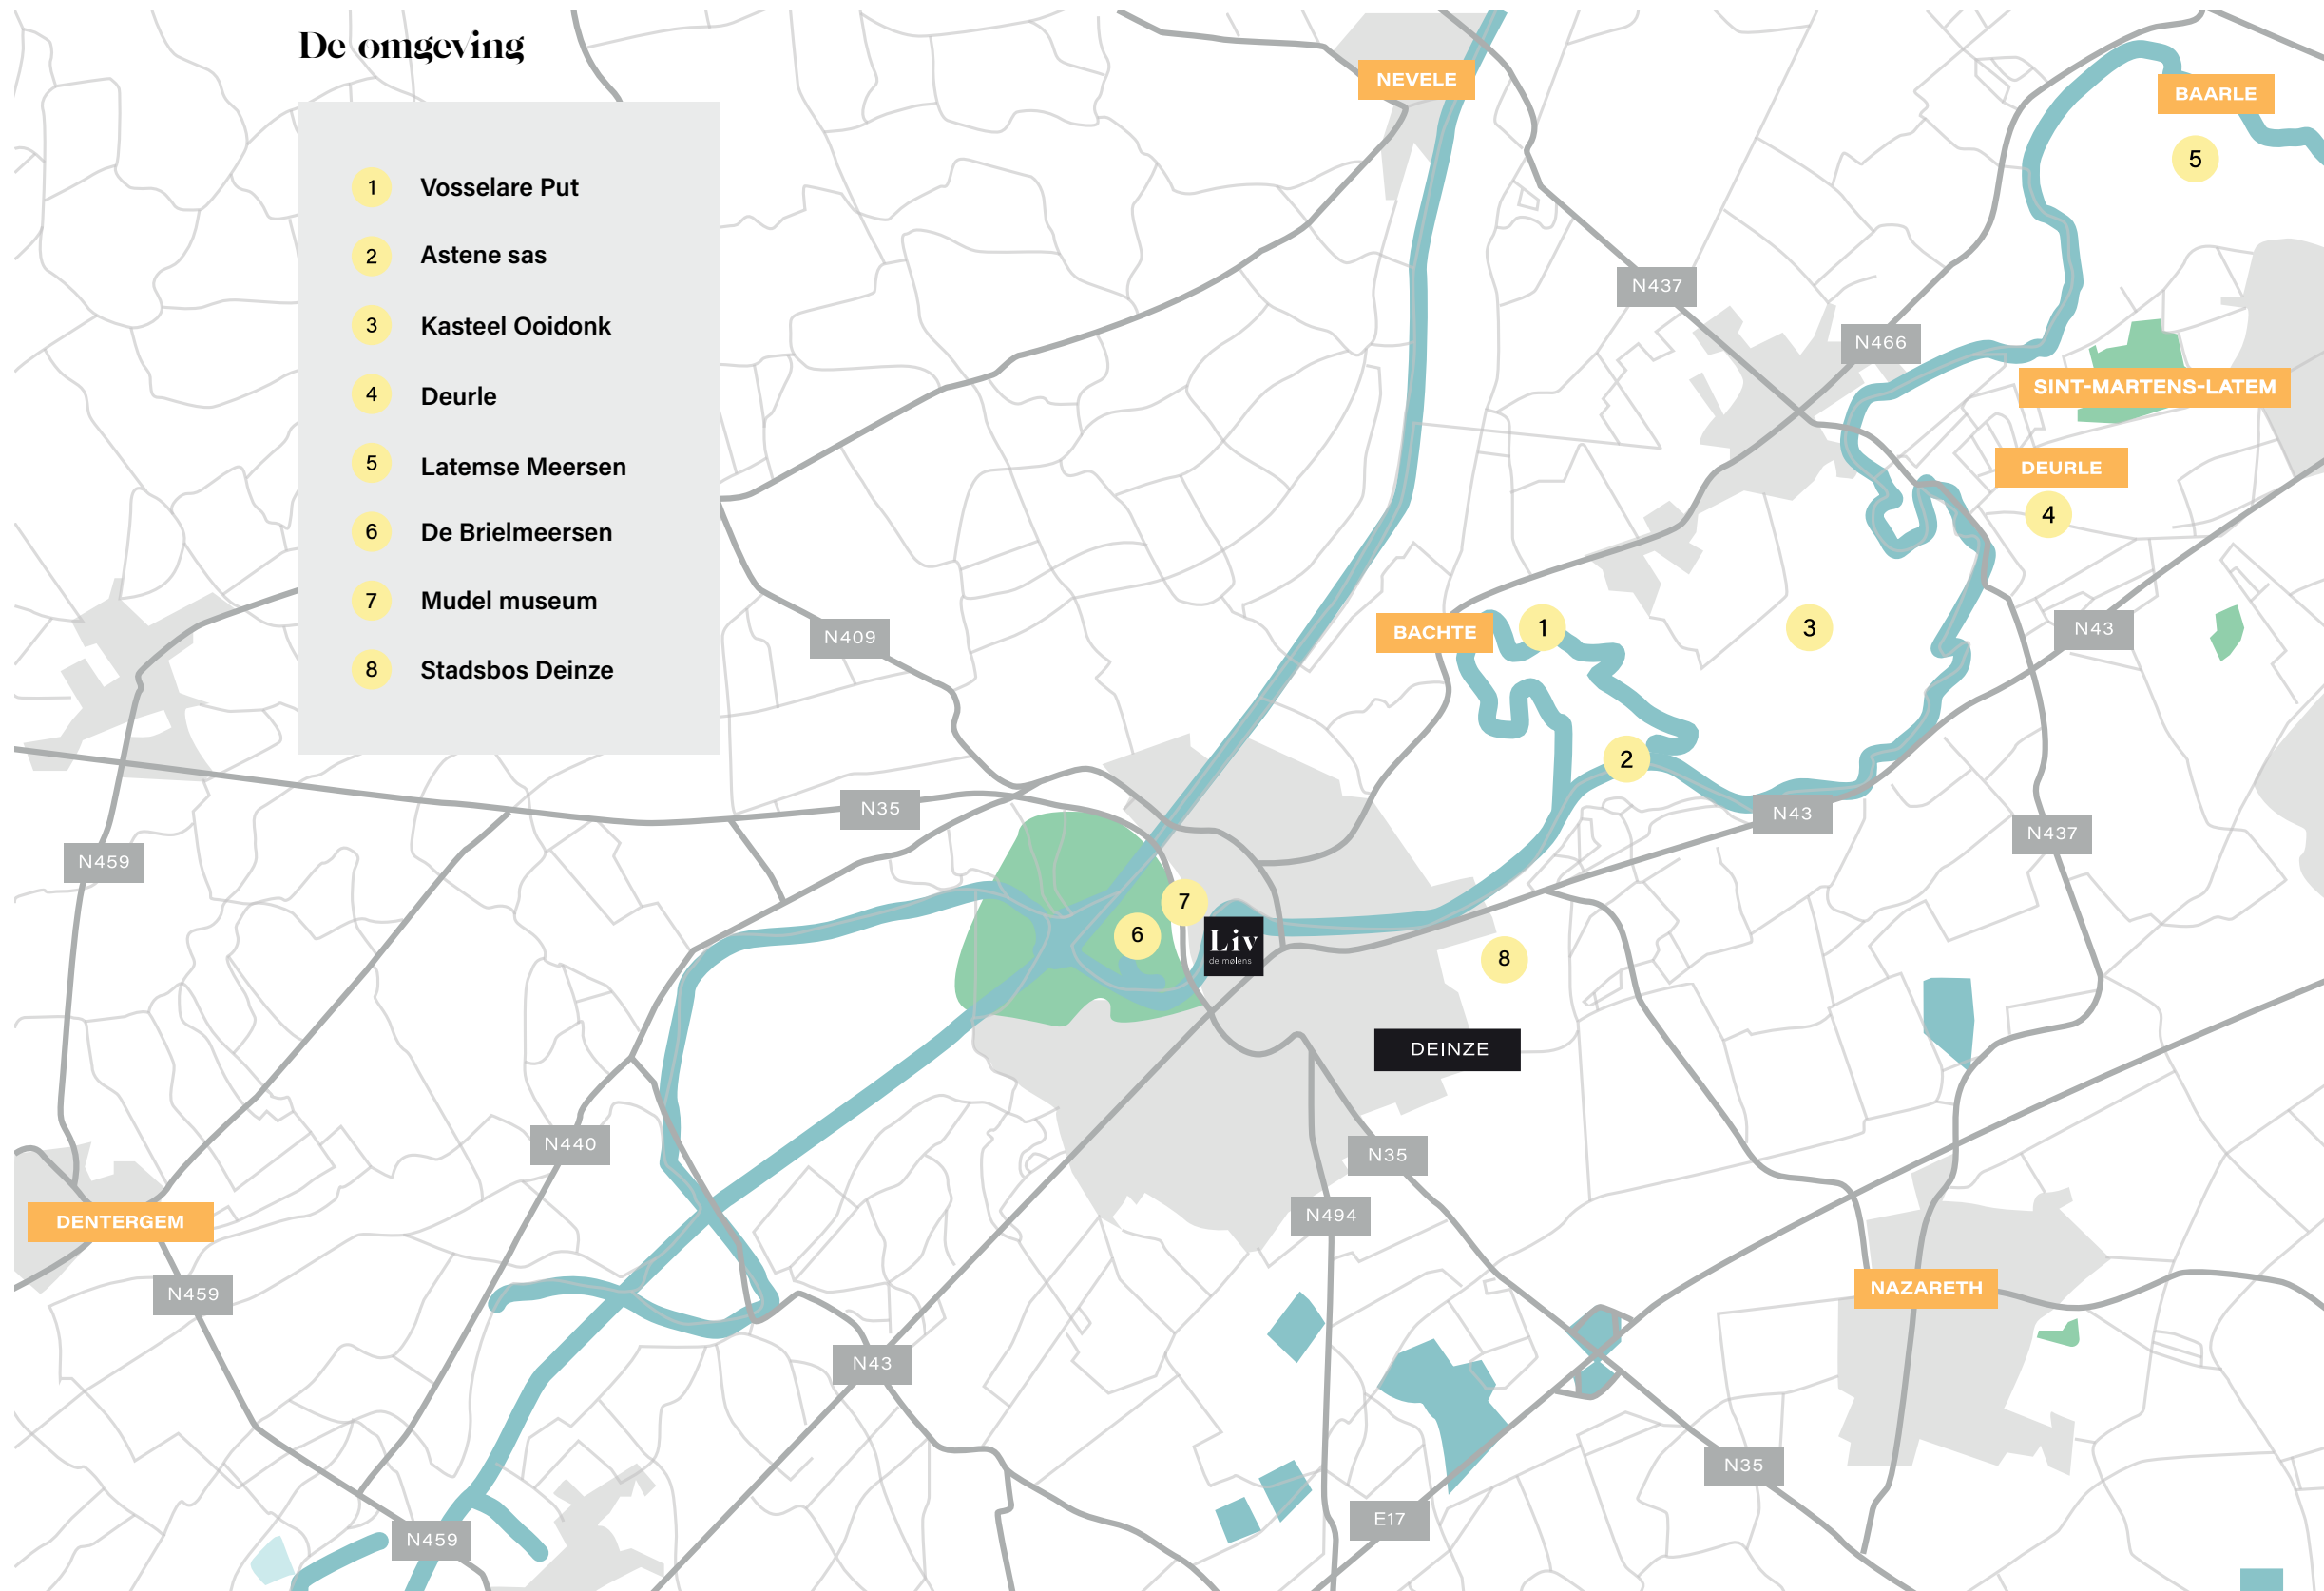 De omgeving
1 Vosselare Put
2 Astene sas
3 Kasteel Ooidonk
4 Deurle
5 Latemse Meersen
6 De Brielmeersen
7 Mudel museum
8 Stadsbos Deinze
NEVELE
BAARLE
5
N437
N466
SINT-MARTENS-LATEM
DEURLE
4
N409
BACHTE
1
3
N43
2
N35
N43
N437
N459
7
6
Liv
de mølens
8
DEINZE
N440
N35
DENTERGEM
N494
N459
NAZARETH
N43
N35
E17
N459